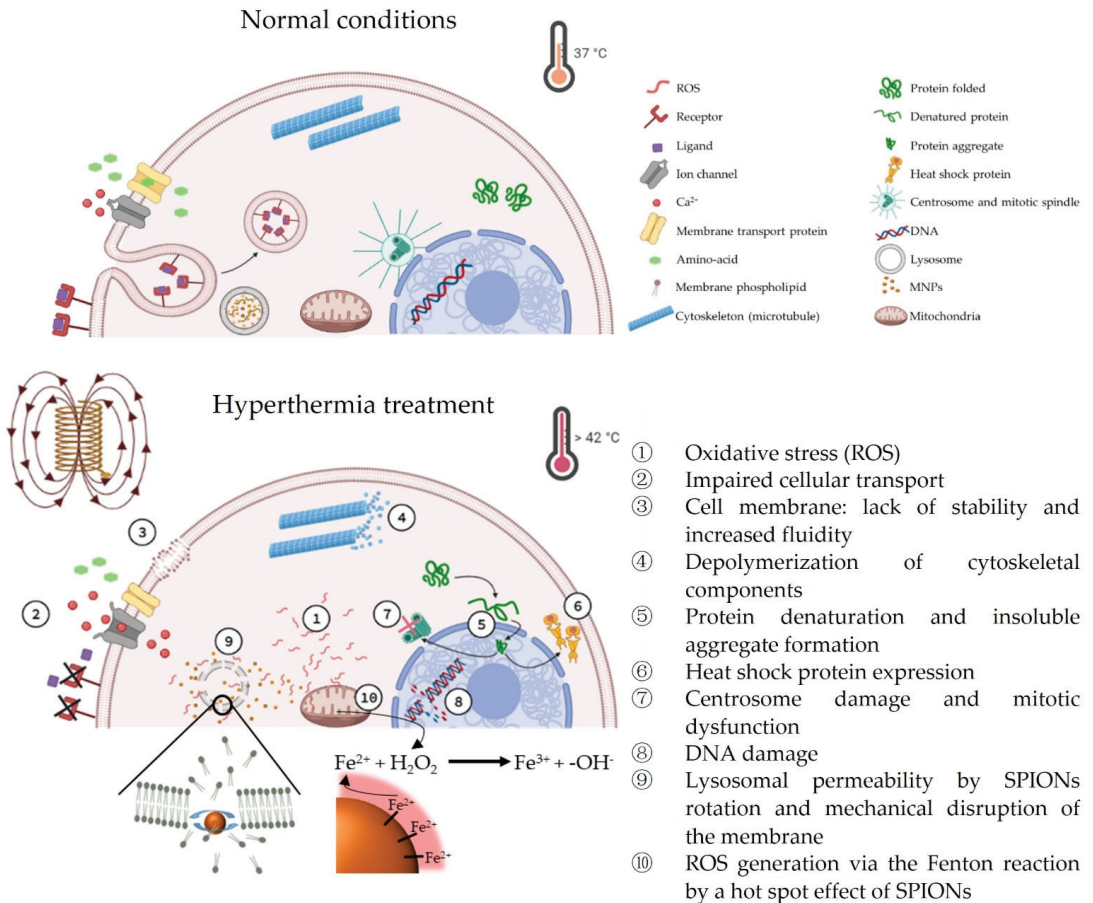 Normal conditions
37 °C
ROS
Receptor
Ligand
Ion channel
Ca²⁻
Membrane transport protein
Amino-acid
Membrane phospholipid
Cytoskeleton (microtubule)
Protein folded
Denatured protein
Protein aggregate
Heat shock protein
Centrosome and mitotic spindle
DNA
Lysosome
MNPs
Mitochondria
Hyperthermia treatment
> 42 °C
3
4
2
1
7
5
6
9
10
8
Fe²⁺ + H₂O₂ ⟶ Fe³⁺ + -OH⁻
Fe²⁺
Fe²⁺
Fe²⁺
① Oxidative stress (ROS)
② Impaired cellular transport
③ Cell membrane: lack of stability and
increased fluidity
④ Depolymerization of cytoskeletal
components
⑤ Protein denaturation and insoluble
aggregate formation
⑥ Heat shock protein expression
⑦ Centrosome damage and mitotic
dysfunction
⑧ DNA damage
⑨ Lysosomal permeability by SPIONs
rotation and mechanical disruption of
the membrane
⑩ ROS generation via the Fenton reaction
by a hot spot effect of SPIONs